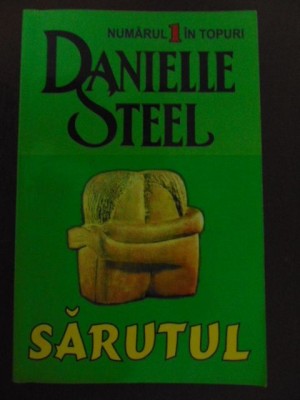 NUMĂRUL 1 ÎN TOPURI
DANIELLE
STEEL
SĂRUTUL